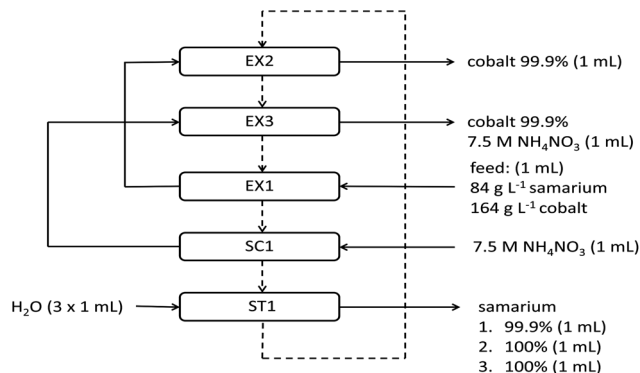 EX2
cobalt 99.9% (1 mL)
EX3
cobalt 99.9%
7.5 M NH₄NO₃ (1 mL)
feed: (1 mL)
EX1
84 g L⁻¹ samarium
164 g L⁻¹ cobalt
SC1
7.5 M NH₄NO₃ (1 mL)
H₂O (3 x 1 mL)
ST1
samarium
1. 99.9% (1 mL)
2. 100% (1 mL)
3. 100% (1 mL)